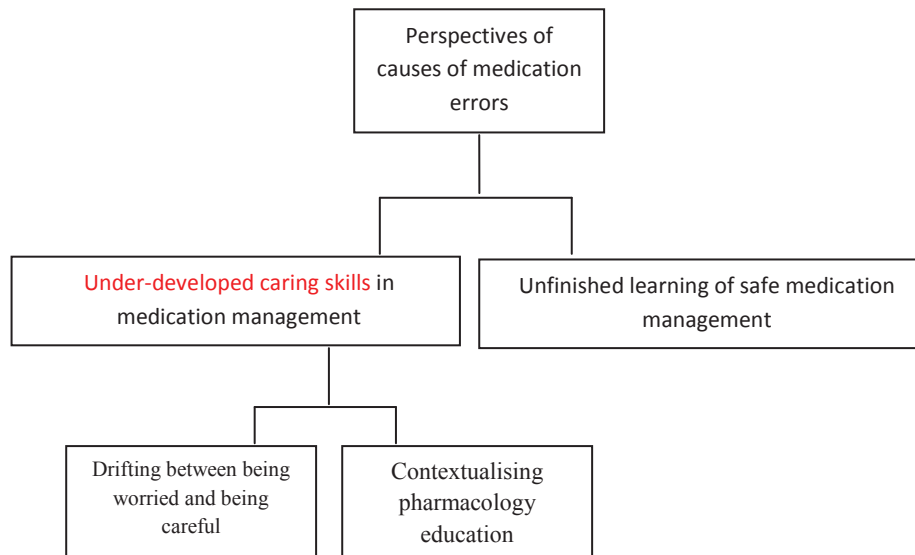 Perspectives of
causes of medication
errors
Under-developed caring skills in
medication management
Unfinished learning of safe medication
management
Drifting between being
worried and being
careful
Contextualising
pharmacology
education